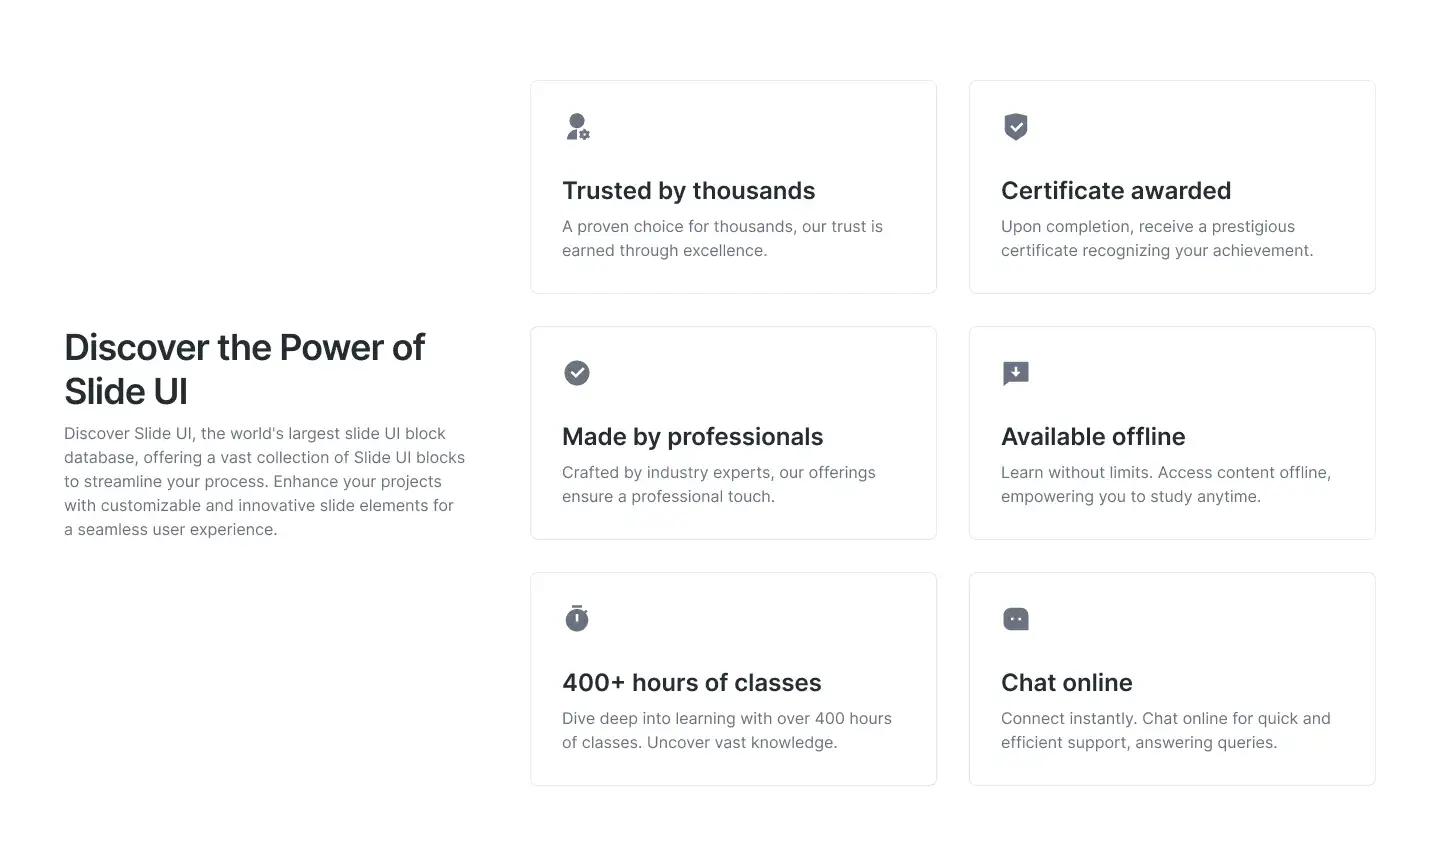 Discover the Power of
Slide UI
Discover Slide UI, the world's largest slide UI block
database, offering a vast collection of Slide UI blocks
to streamline your process. Enhance your projects
with customizable and innovative slide elements for
a seamless user experience.
Trusted by thousands
A proven choice for thousands, our trust is
earned through excellence.
Certificate awarded
Upon completion, receive a prestigious
certificate recognizing your achievement.
Made by professionals
Crafted by industry experts, our offerings
ensure a professional touch.
Available offline
Learn without limits. Access content offline,
empowering you to study anytime.
400+ hours of classes
Dive deep into learning with over 400 hours
of classes. Uncover vast knowledge.
Chat online
Connect instantly. Chat online for quick and
efficient support, answering queries.